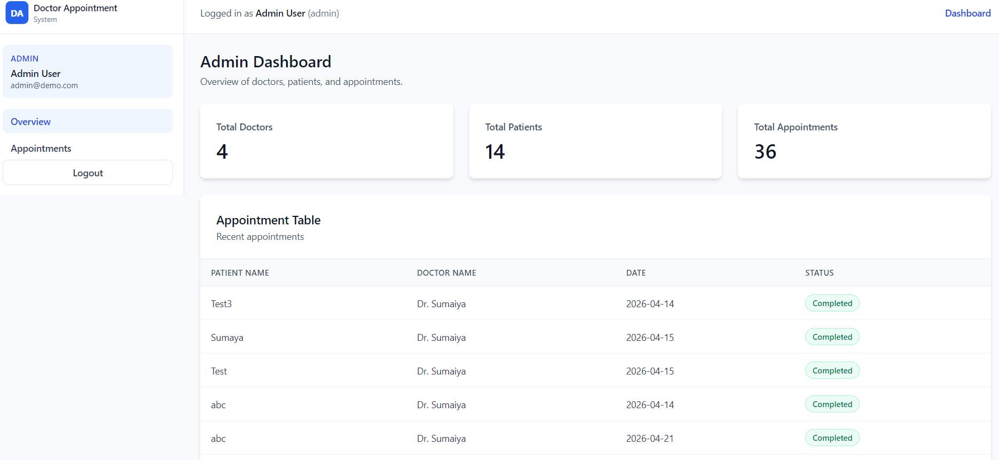 DA
Doctor Appointment
System
Logged in as Admin User (admin)
Dashboard
ADMIN
Admin User
admin@demo.com
Overview
Appointments
Logout
Admin Dashboard
Overview of doctors, patients, and appointments.
Total Doctors
4
Total Patients
14
Total Appointments
36
Appointment Table
Recent appointments
PATIENT NAME DOCTOR NAME DATE STATUS
Test3 Dr. Sumaiya 2026-04-14 Completed
Sumaya Dr. Sumaiya 2026-04-15 Completed
Test Dr. Sumaiya 2026-04-15 Completed
abc Dr. Sumaiya 2026-04-14 Completed
abc Dr. Sumaiya 2026-04-21 Completed